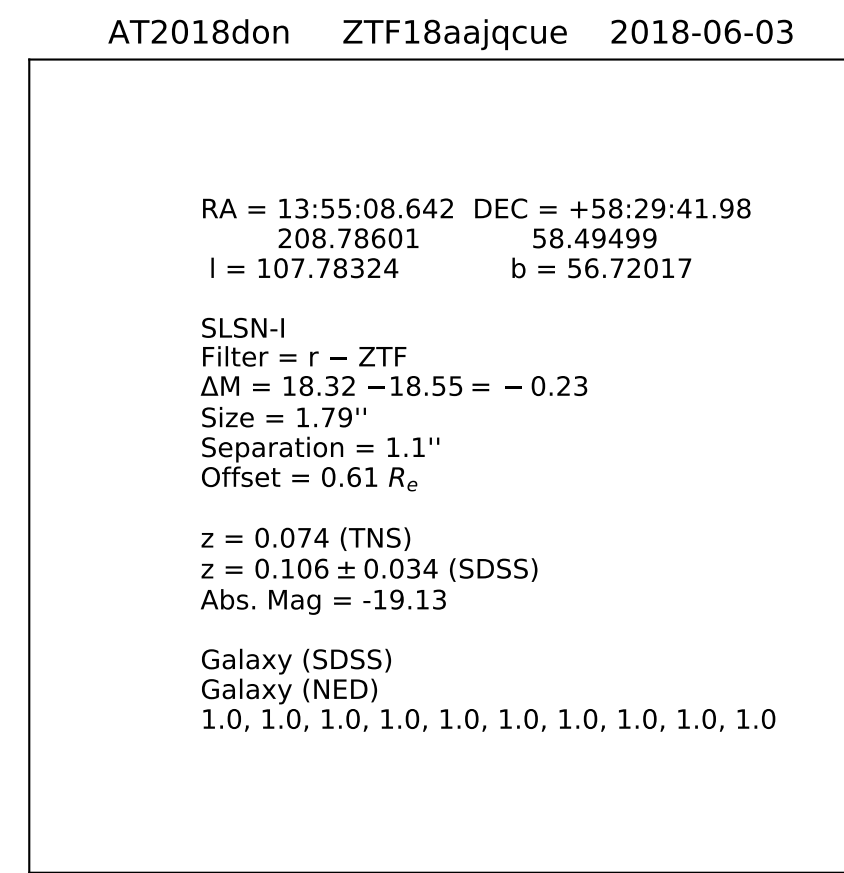 AT2018don ZTF18aajqcue 2018-06-03
RA = 13:55:08.642 DEC = +58:29:41.98
208.78601 58.49499
l = 107.78324 b = 56.72017
SLSN-I
Filter = r − ZTF
ΔM = 18.32 −18.55 = − 0.23
Size = 1.79''
Separation = 1.1''
Offset = 0.61 Rₑ
z = 0.074 (TNS)
z = 0.106 ± 0.034 (SDSS)
Abs. Mag = -19.13
Galaxy (SDSS)
Galaxy (NED)
1.0, 1.0, 1.0, 1.0, 1.0, 1.0, 1.0, 1.0, 1.0, 1.0